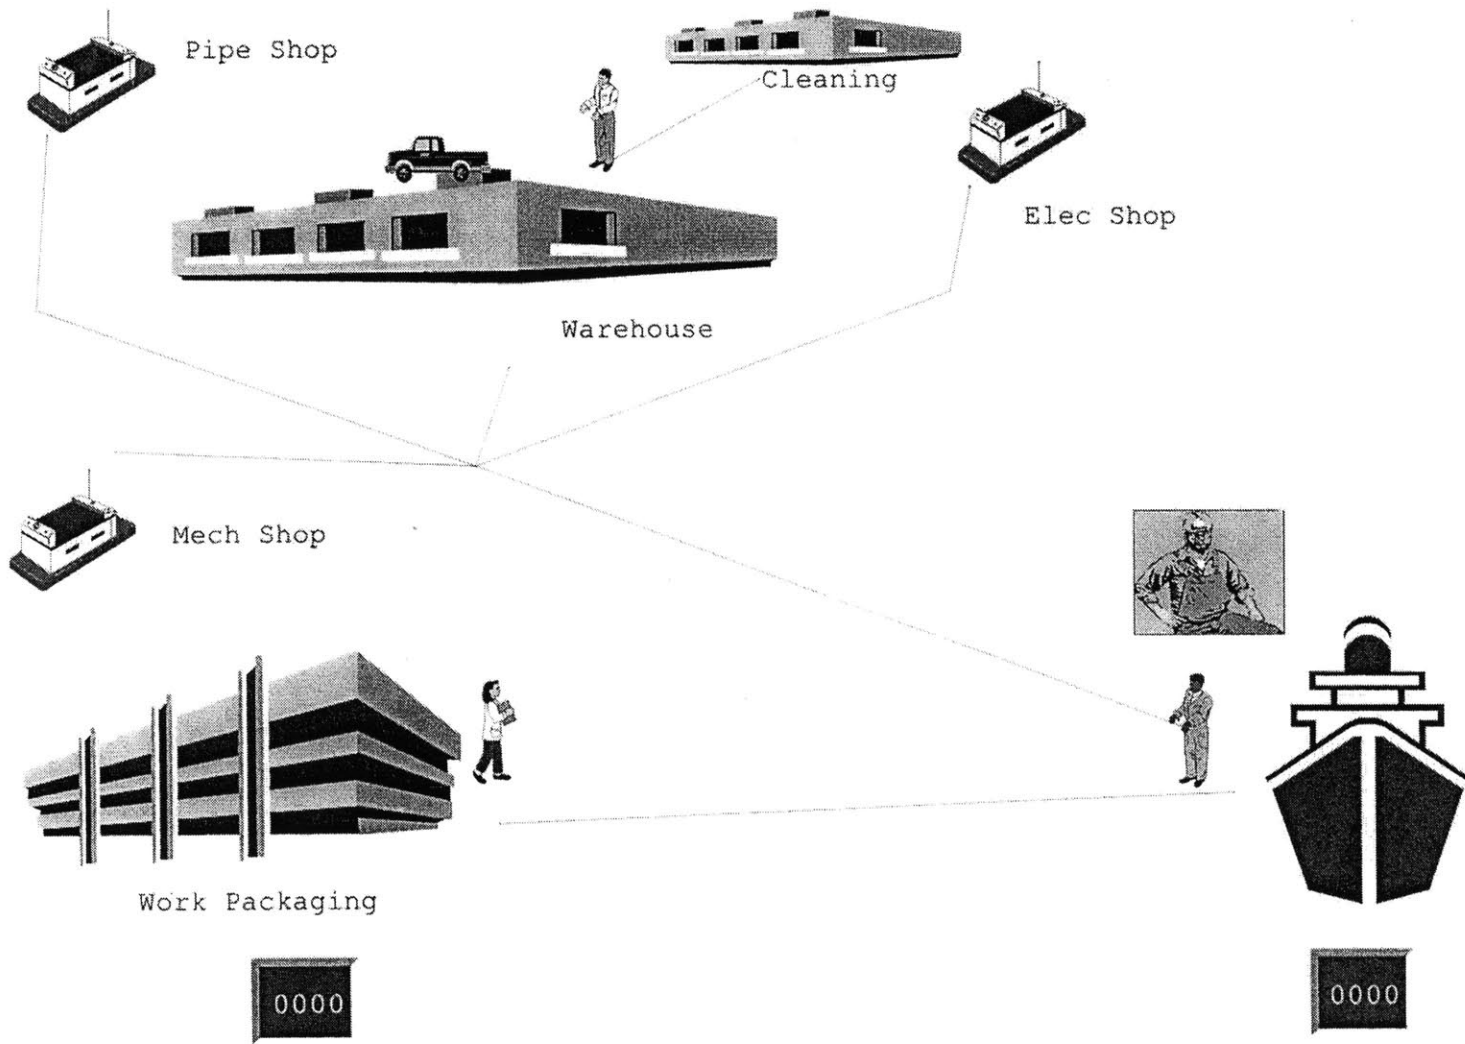 Pipe Shop
Cleaning
Elec Shop
Warehouse
Mech Shop
Work Packaging
0000
0000